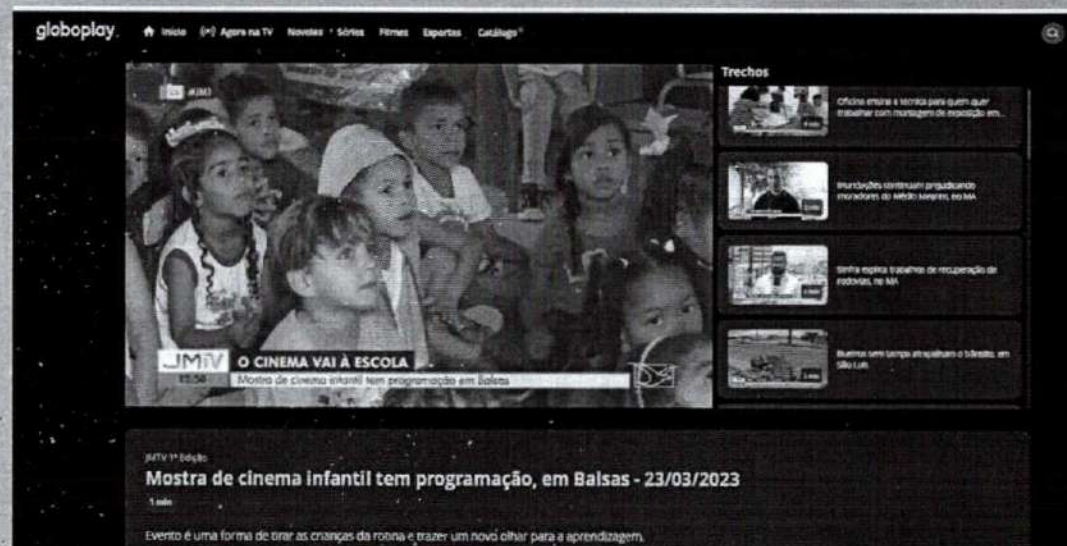 globoplay
Início Agora na TV Novelas Séries Filmes Esportes Catálogo
#JM1
Trechos
Oficina ensina a técnica para quem quer
trabalhar com montagem de exposição em...
Inundações continuam prejudicando
moradores do Médio Mearim, no MA
Sinfra explica trabalhos de recuperação de
rodovias, no MA
Bueiros sem tampa atrapalham o trânsito, em
São Luís
JMTV O CINEMA VAI À ESCOLA
Mostra de cinema infantil tem programação em Balsas
JMTV 1ª Edição
Mostra de cinema infantil tem programação, em Balsas - 23/03/2023
1 min
Evento é uma forma de tirar as crianças da rotina e trazer um novo olhar para a aprendizagem.